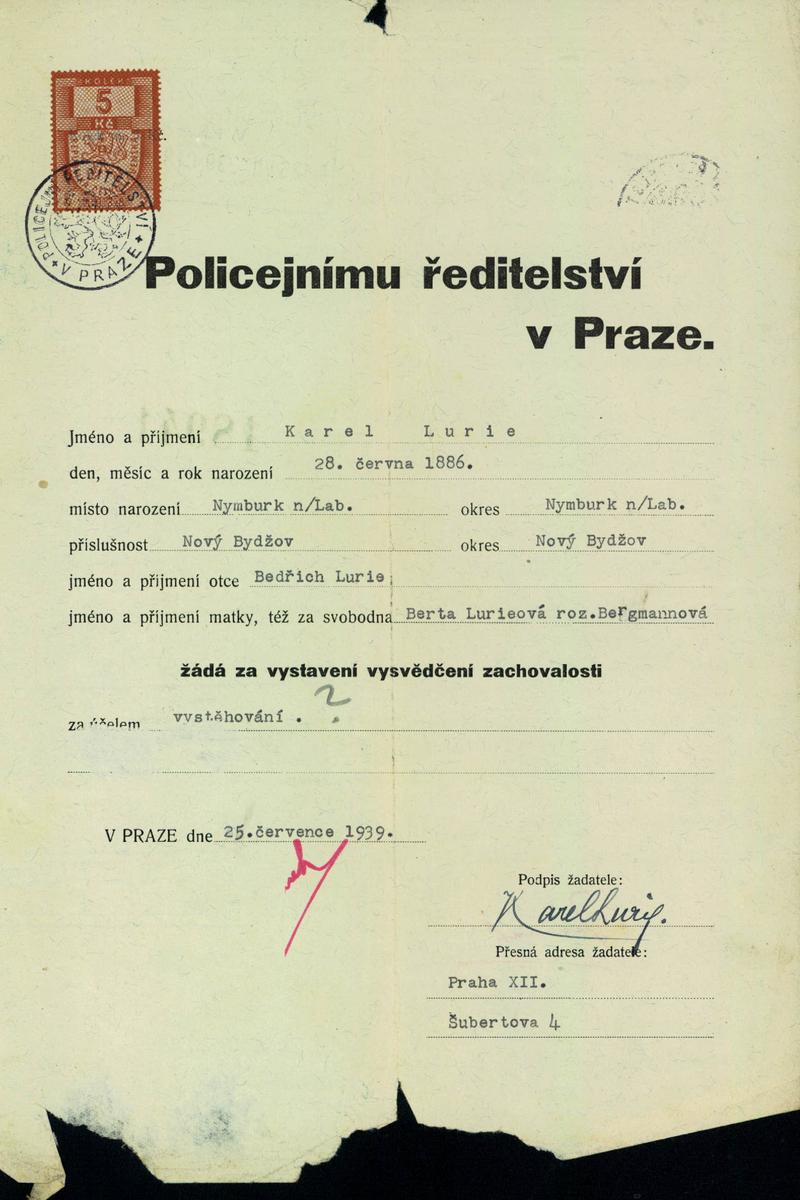 KOLEK
5
Kč
POLICEJNÍ ŘEDITELSTVÍ
V PRAZE
Policejnímu ředitelství
v Praze.
Jméno a příjmení Karel Lurie
den, měsíc a rok narození 28. června 1886.
místo narození Nymburk n/Lab. okres Nymburk n/Lab.
příslušnost Nový Bydžov okres Nový Bydžov
jméno a příjmení otce Bedřich Lurie
jméno a příjmení matky, též za svobodna Berta Lurieová roz.Bergmannová
žádá za vystavení vysvědčení zachovalosti
2
za účelem vystěhování .
V PRAZE dne 25.července 1939.
Podpis žadatele:
Karel Lurie.
Přesná adresa žadatele:
Praha XII.
Šubertova 4